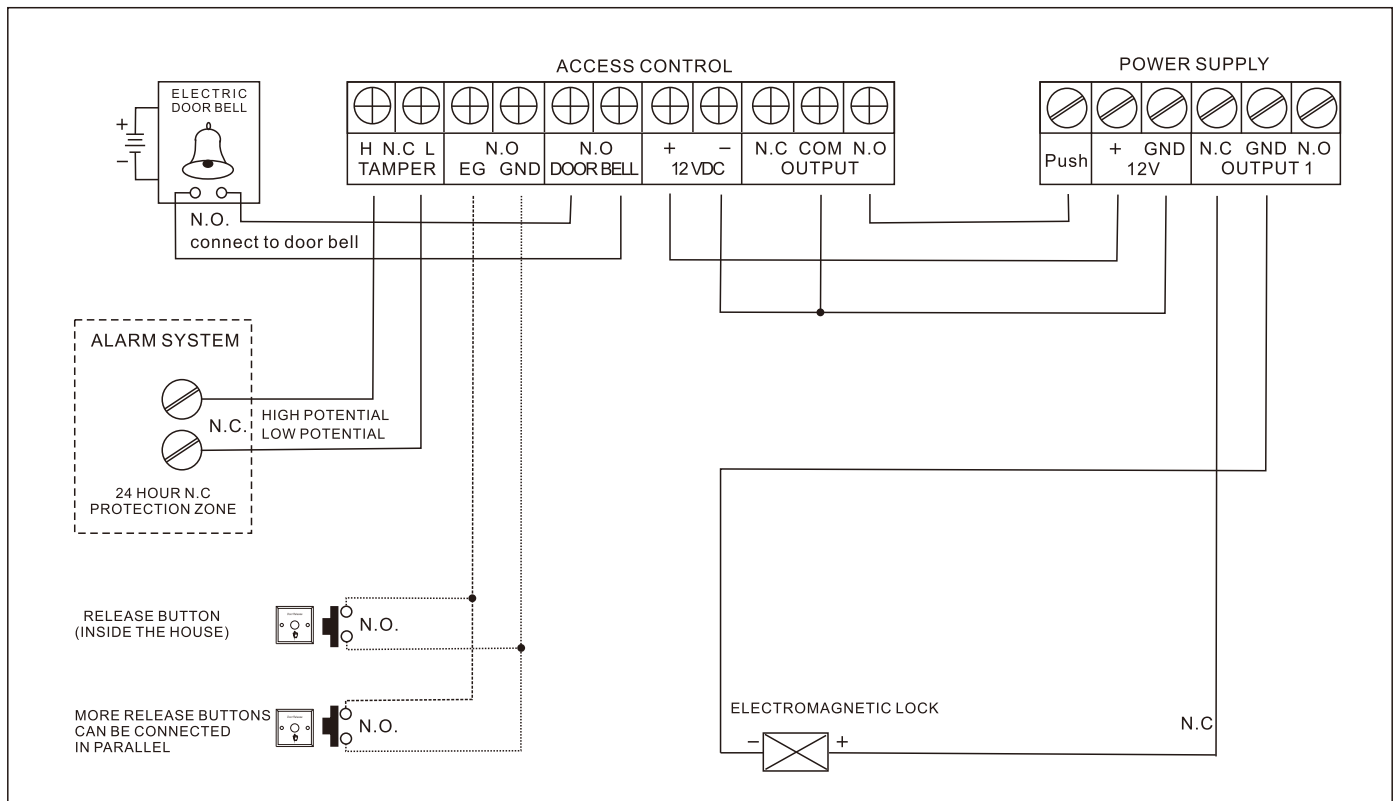 ACCESS CONTROL
POWER SUPPLY
ELECTRIC
DOOR BELL
+
−
H N.C L
TAMPER
N.O
EG GND
N.O
DOOR BELL
+ −
12 VDC
N.C COM N.O
OUTPUT
Push
+ GND
12V
N.C GND N.O
OUTPUT 1
N.O.
connect to door bell
ALARM SYSTEM
N.C.
HIGH POTENTIAL
LOW POTENTIAL
24 HOUR N.C
PROTECTION ZONE
RELEASE BUTTON
(INSIDE THE HOUSE)
N.O.
MORE RELEASE BUTTONS
CAN BE CONNECTED
IN PARALLEL
N.O.
ELECTROMAGNETIC LOCK
− +
N.C